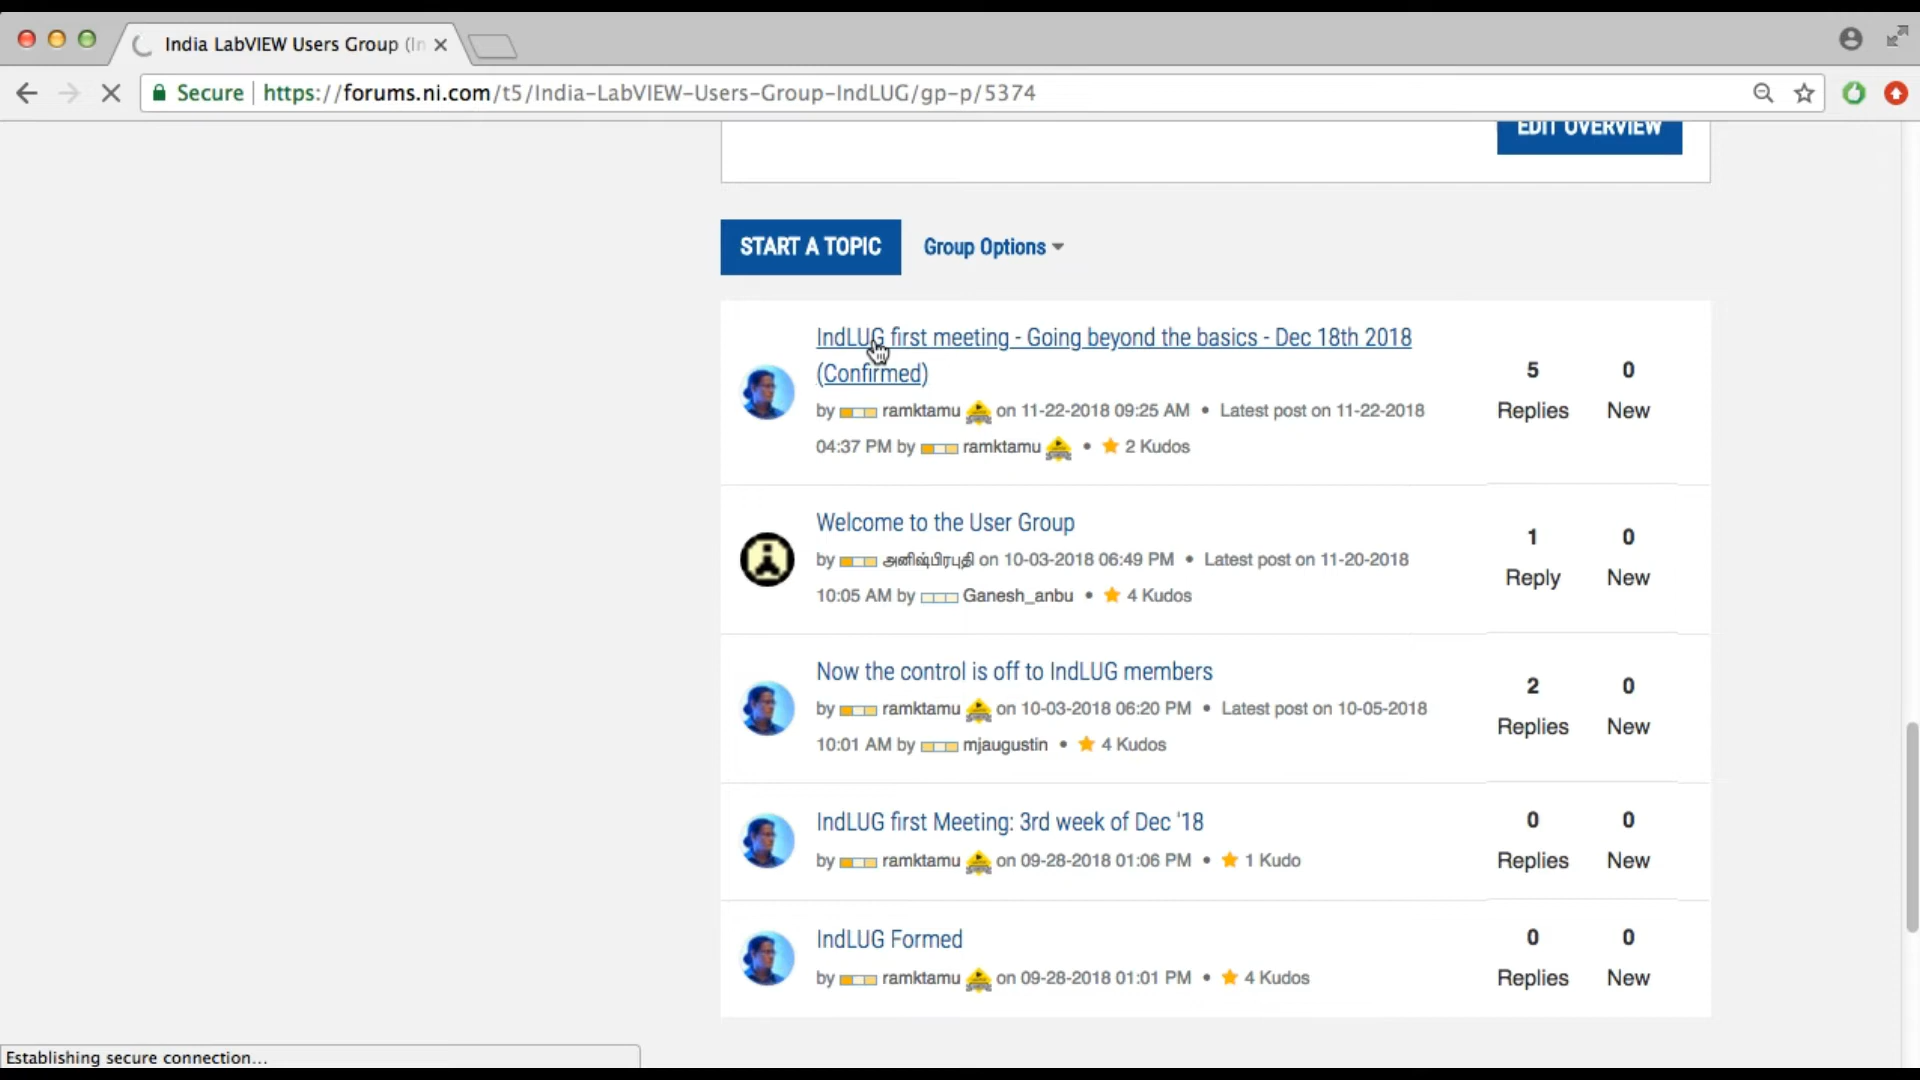 India LabVIEW Users Group (In
Secure https://forums.ni.com/t5/India-LabVIEW-Users-Group-IndLUG/gp-p/5374
EDIT OVERVIEW
START A TOPIC Group Options
IndLUG first meeting - Going beyond the basics - Dec 18th 2018
(Confirmed)
by ramktamu on 11-22-2018 09:25 AM • Latest post on 11-22-2018
04:37 PM by ramktamu • 2 Kudos
5 0
Replies New
Welcome to the User Group
by அனிஷ்பிரபுதி on 10-03-2018 06:49 PM • Latest post on 11-20-2018
10:05 AM by Ganesh_anbu • 4 Kudos
1 0
Reply New
Now the control is off to IndLUG members
by ramktamu on 10-03-2018 06:20 PM • Latest post on 10-05-2018
10:01 AM by mjaugustin • 4 Kudos
2 0
Replies New
IndLUG first Meeting: 3rd week of Dec '18
by ramktamu on 09-28-2018 01:06 PM • 1 Kudo
0 0
Replies New
IndLUG Formed
by ramktamu on 09-28-2018 01:01 PM • 4 Kudos
0 0
Replies New
Establishing secure connection...